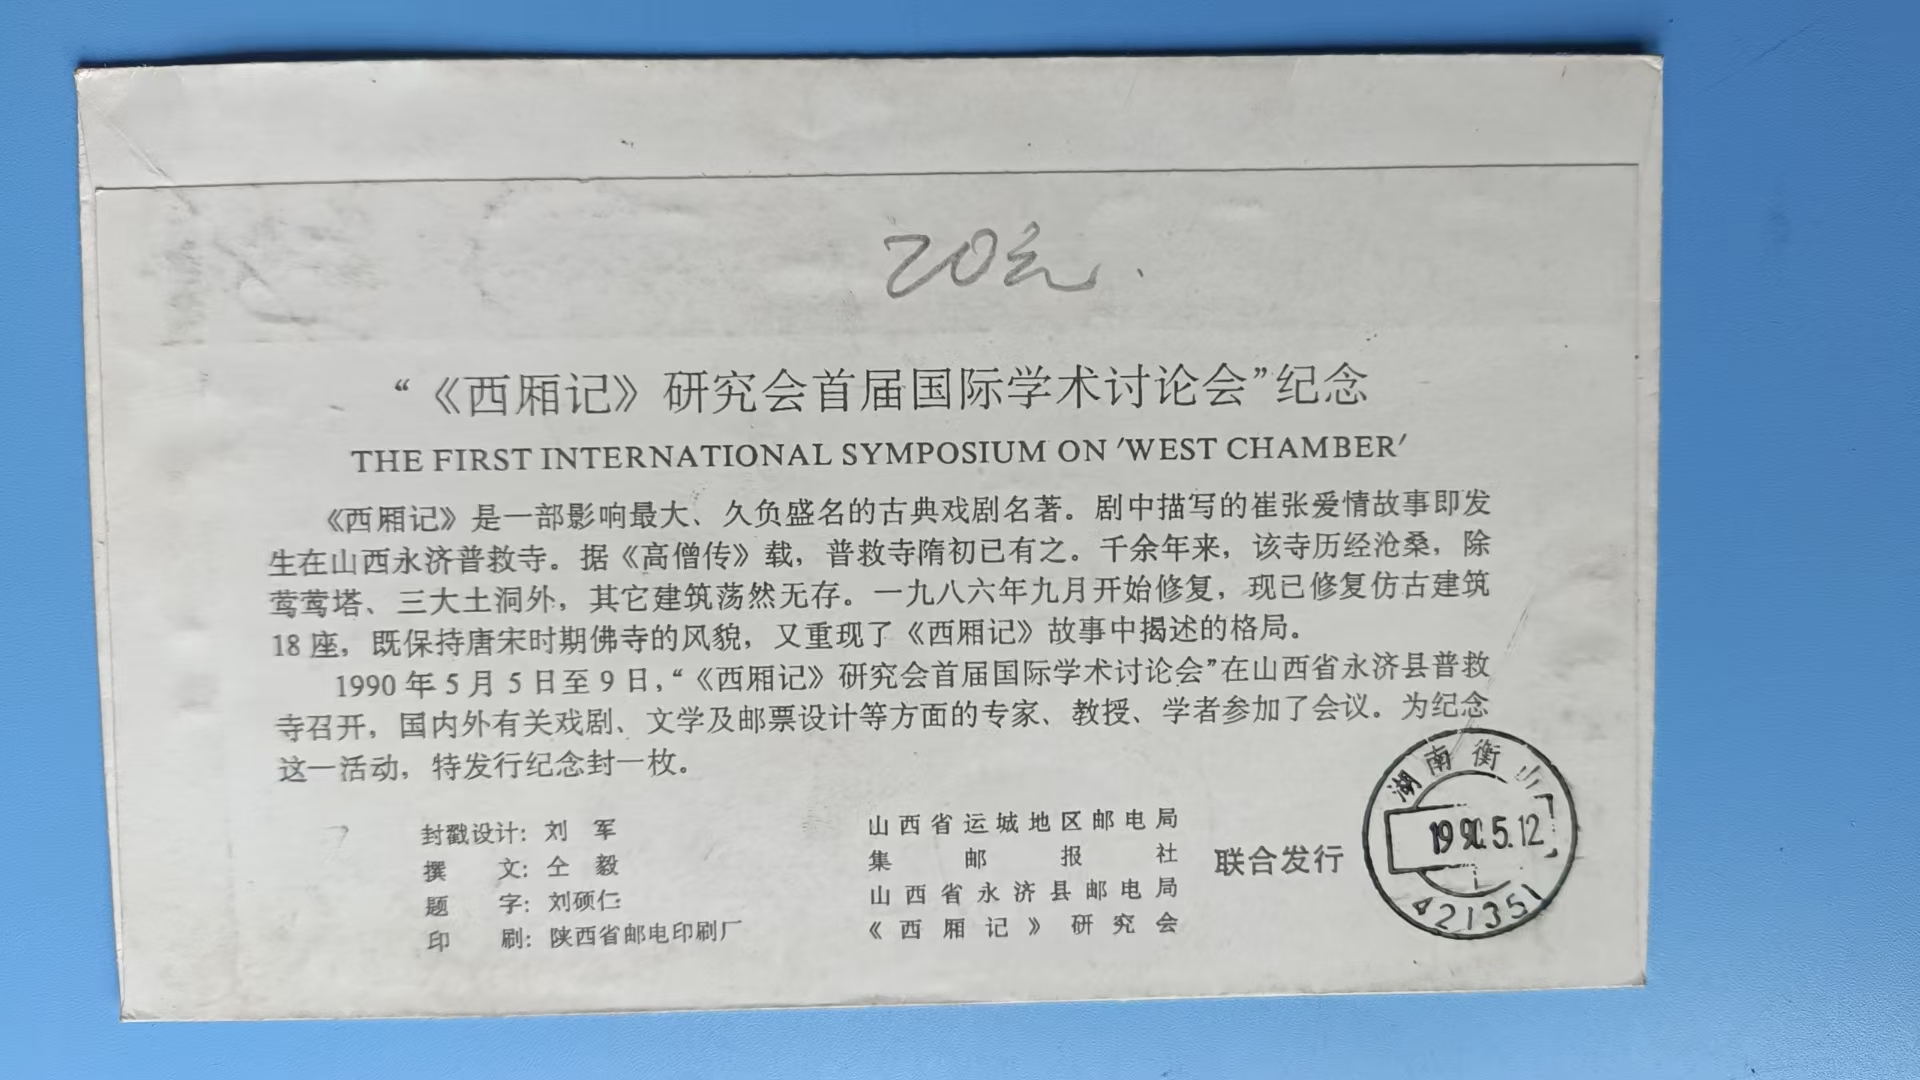 20元
“《西厢记》研究会首届国际学术讨论会”纪念
THE FIRST INTERNATIONAL SYMPOSIUM ON 'WEST CHAMBER'
《西厢记》是一部影响最大、久负盛名的古典戏剧名著。剧中描写的崔张爱情故事即发
生在山西永济普救寺。据《高僧传》载，普救寺隋初已有之。千余年来，该寺历经沧桑，除
莺莺塔、三大土洞外，其它建筑荡然无存。一九八六年九月开始修复，现已修复仿古建筑
18座，既保持唐宋时期佛寺的风貌，又重现了《西厢记》故事中揭述的格局。
1990年5月5日至9日，“《西厢记》研究会首届国际学术讨论会”在山西省永济县普救
寺召开，国内外有关戏剧、文学及邮票设计等方面的专家、教授、学者参加了会议。为纪念
这一活动，特发行纪念封一枚。
封戳设计：刘 军
撰 文：仝 毅
题 字：刘硕仁
印 刷：陕西省邮电印刷厂
山西省运城地区邮电局
集邮报社
山西省永济县邮电局
《西厢记》研究会
联合发行
湖南衡山
1990.5.12
421351